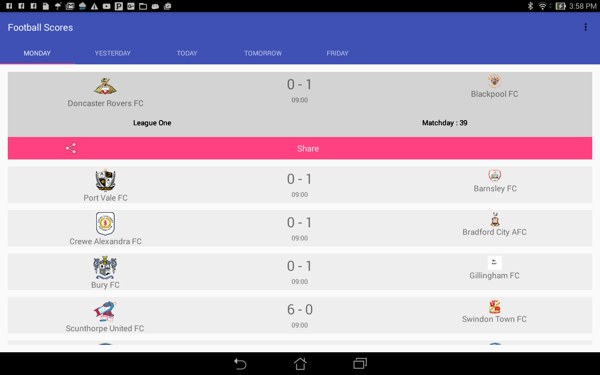 3:58 PM
Football Scores
MONDAY YESTERDAY TODAY TOMORROW FRIDAY
Doncaster Rovers FC 0 - 1 Blackpool FC
09:00
League One Matchday : 39
Share
Port Vale FC 0 - 1 Barnsley FC
09:00
Crewe Alexandra FC 0 - 1 Bradford City AFC
09:00
Bury FC 0 - 1 Gillingham FC
09:00
Scunthorpe United FC 6 - 0 Swindon Town FC
09:00